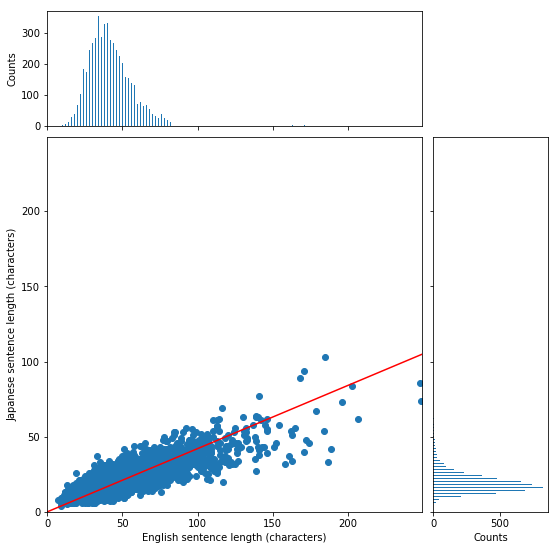 300
200
100
0
Counts
200
150
100
50
0
Japanese sentence length (characters)
0 50 100 150 200
English sentence length (characters)
0 500
Counts